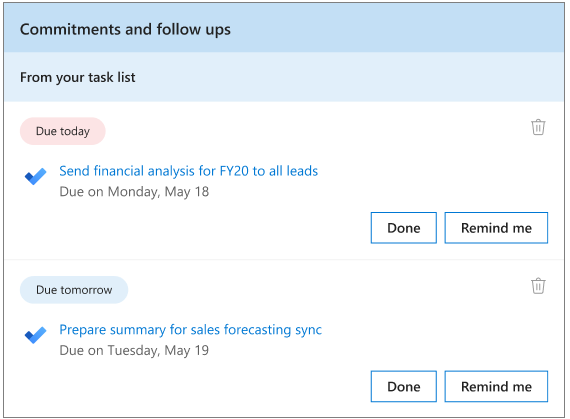 Commitments and follow ups
From your task list
Due today
Send financial analysis for FY20 to all leads
Due on Monday, May 18
Done Remind me
Due tomorrow
Prepare summary for sales forecasting sync
Due on Tuesday, May 19
Done Remind me